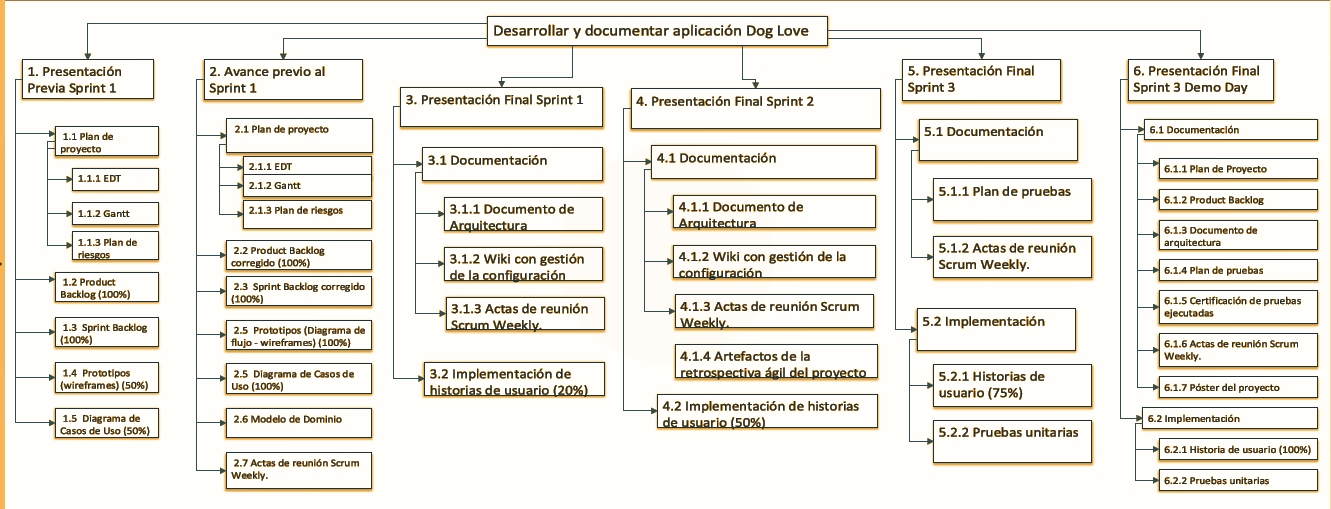 Desarrollar y documentar aplicación Dog Love
1. Presentación
Previa Sprint 1
1.1 Plan de
proyecto
1.1.1 EDT
1.1.2 Gantt
1.1.3 Plan de
riesgos
1.2 Product
Backlog (100%)
1.3 Sprint Backlog
(100%)
1.4 Prototipos
(wireframes) (50%)
1.5 Diagrama de
Casos de Uso (50%)
2. Avance previo al
Sprint 1
2.1 Plan de proyecto
2.1.1 EDT
2.1.2 Gantt
2.1.3 Plan de riesgos
2.2 Product Backlog
corregido (100%)
2.3 Sprint Backlog corregido
(100%)
2.5 Prototipos (Diagrama de
flujo - wireframes) (100%)
2.5 Diagrama de Casos de
Uso (100%)
2.6 Modelo de Dominio
2.7 Actas de reunión Scrum
Weekly.
3. Presentación Final Sprint 1
3.1 Documentación
3.1.1 Documento de
Arquitectura
3.1.2 Wiki con gestión
de la configuración
3.1.3 Actas de reunión
Scrum Weekly.
3.2 Implementación de
historias de usuario (20%)
4. Presentación Final Sprint 2
4.1 Documentación
4.1.1 Documento de
Arquitectura
4.1.2 Wiki con gestión de la
configuración
4.1.3 Actas de reunión Scrum
Weekly.
4.1.4 Artefactos de la
retrospectiva ágil del proyecto
4.2 Implementación de historias
de usuario (50%)
5. Presentación Final
Sprint 3
5.1 Documentación
5.1.1 Plan de pruebas
5.1.2 Actas de reunión
Scrum Weekly.
5.2 Implementación
5.2.1 Historias de
usuario (75%)
5.2.2 Pruebas unitarias
6. Presentación Final
Sprint 3 Demo Day
6.1 Documentación
6.1.1 Plan de Proyecto
6.1.2 Product Backlog
6.1.3 Documento de
arquitectura
6.1.4 Plan de pruebas
6.1.5 Certificación de pruebas
ejecutadas
6.1.6 Actas de reunión Scrum
Weekly.
6.1.7 Póster del proyecto
6.2 Implementación
6.2.1 Historia de usuario (100%)
6.2.2 Pruebas unitarias